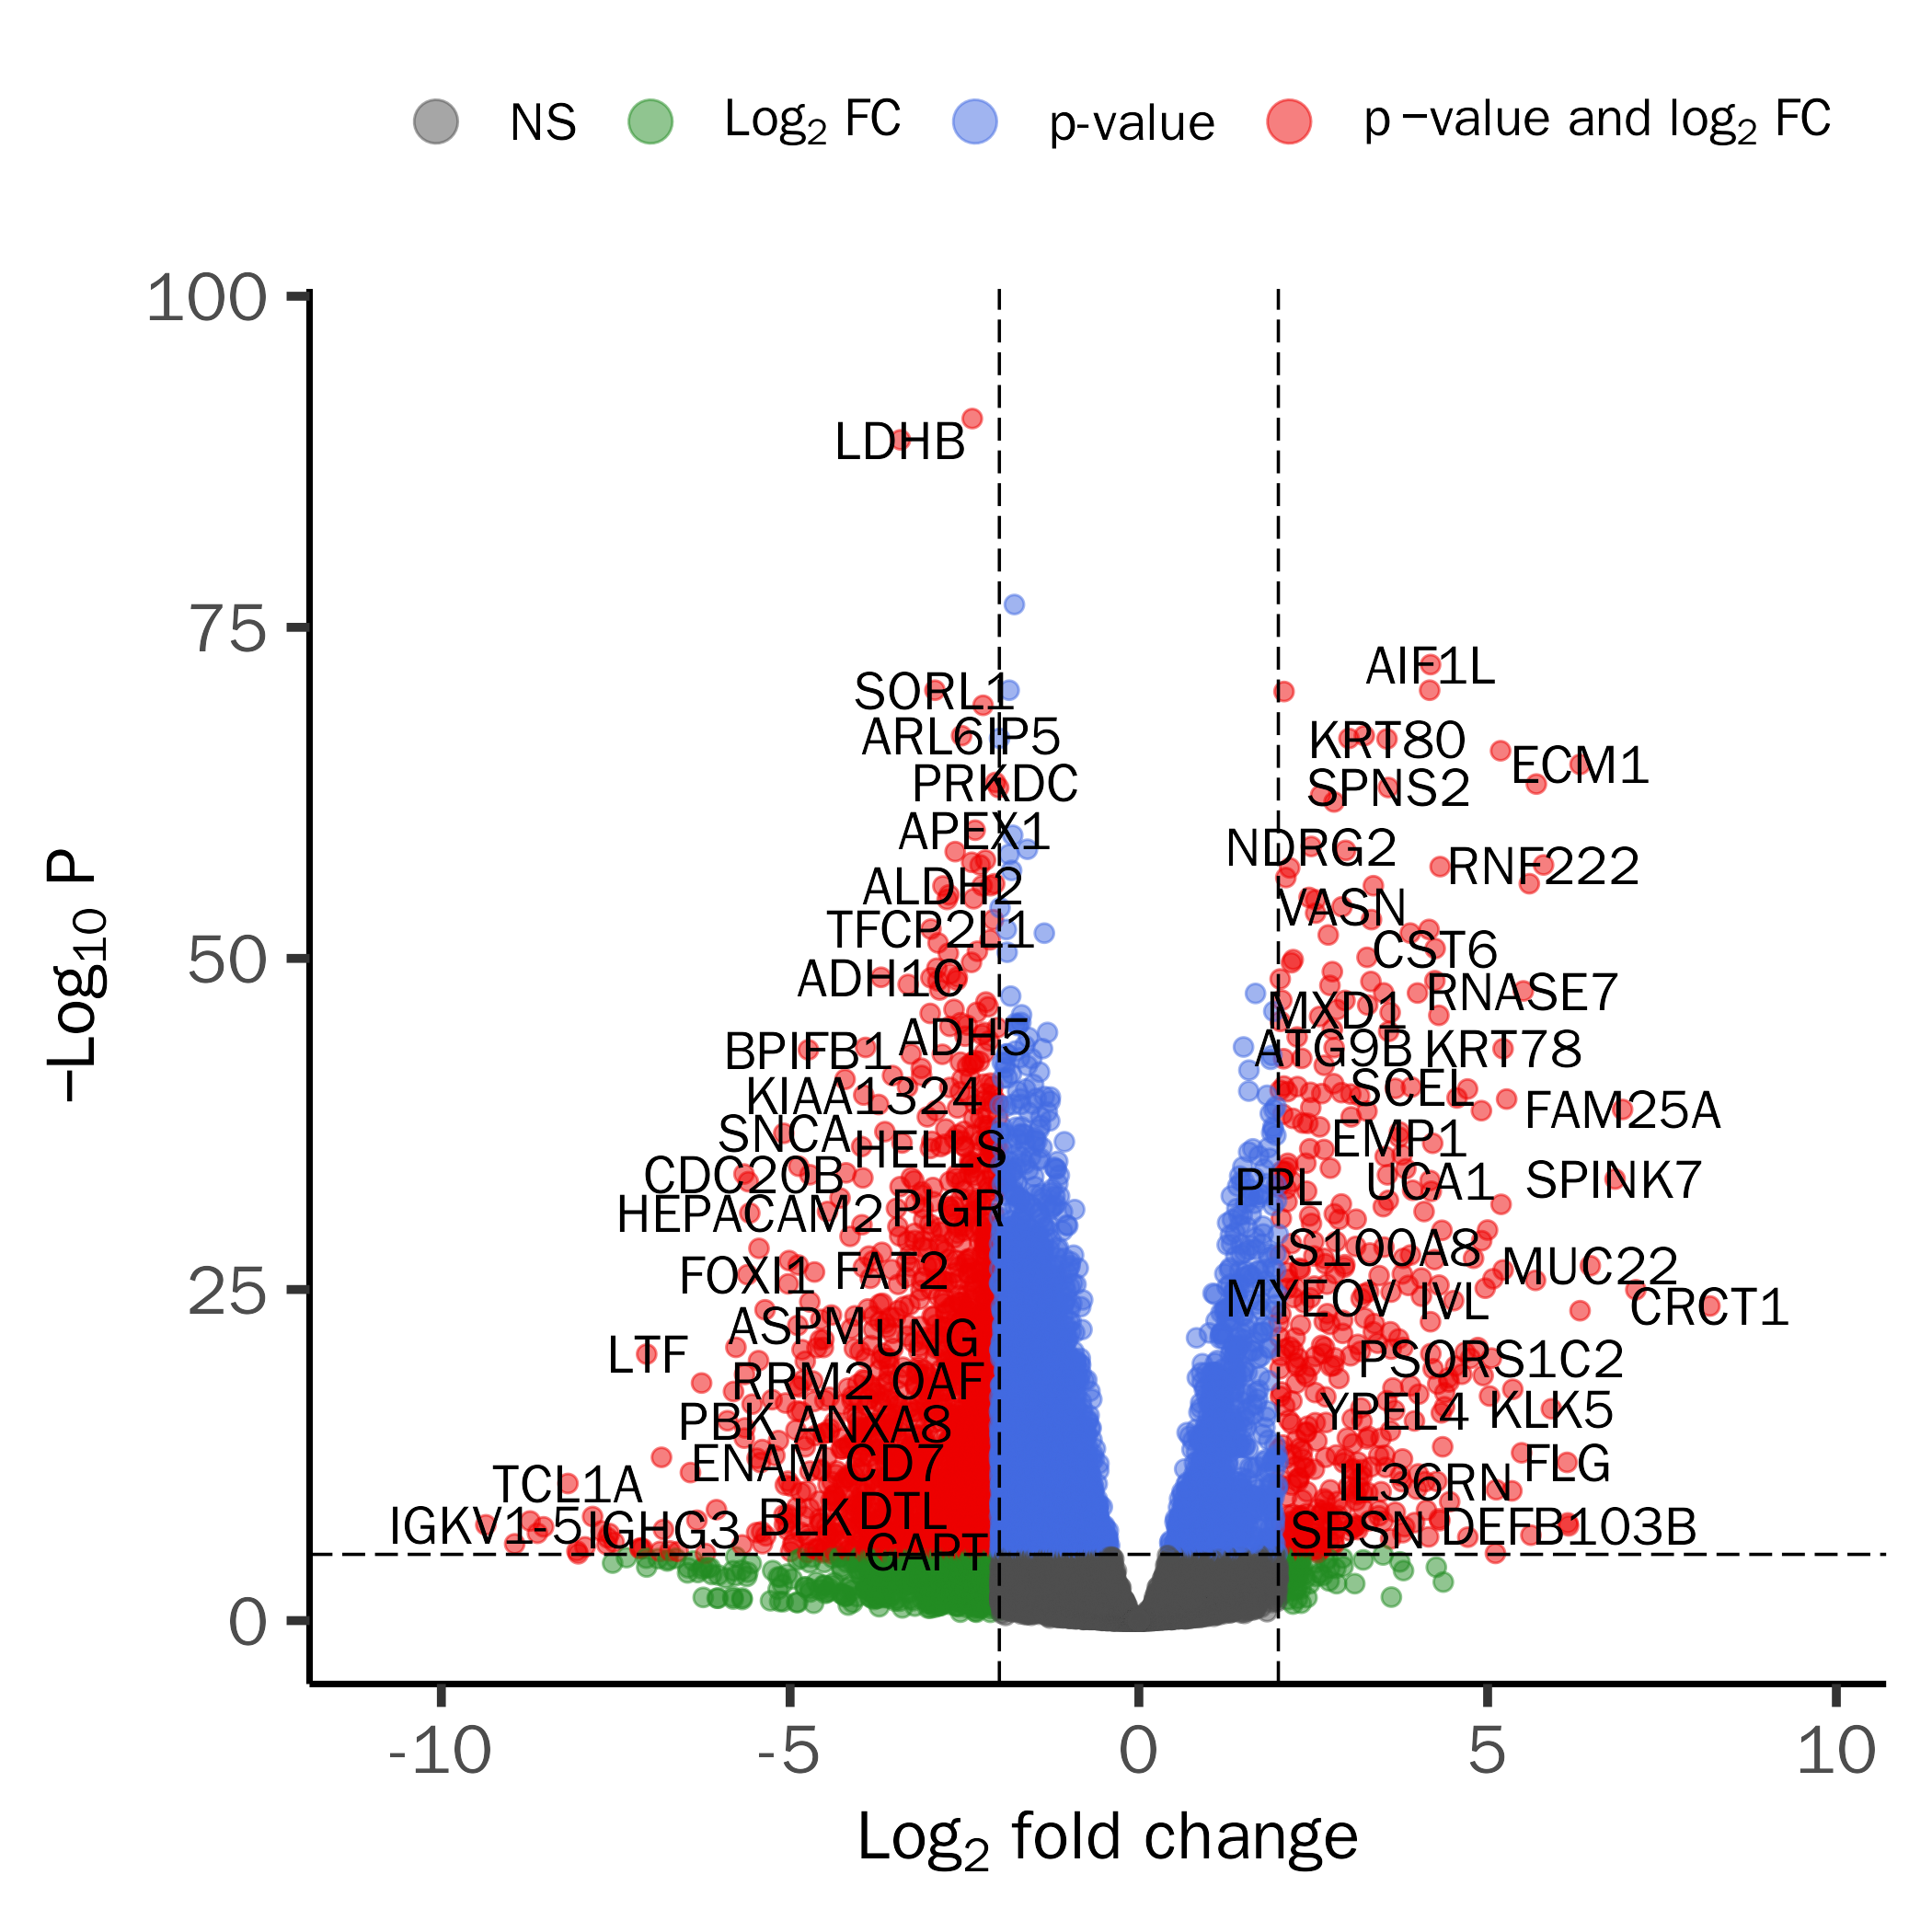 NS Log2 FC p-value p −value and log2 FC
100
75
50
25
0
−Log10 P
LDHB
AIF1L
SORL1
ARL6IP5
KRT80
ECM1
PRKDC
SPNS2
APEX1
NDRG2
RNF222
ALDH2
VASN
TFCP2L1
CST6
ADH1C
RNASE7
MXD1
ADH5
BPIFB1
ATG9B
KRT78
KIAA1324
SCEL
FAM25A
SNCA
HELLS
EMP1
CDC20B
PPL
UCA1
SPINK7
HEPACAM2
PIGR
S100A8
MUC22
FOXI1
FAT2
MYEOV
IVL
CRCT1
ASPM
UNG
LTF
PSORS1C2
RRM2
OAF
PBK
ANXA8
YPEL4
KLK5
ENAM
CD7
FLG
TCL1A
IL36RN
BLK
DTL
IGKV1-5
IGHG3
SBSN
DEFB103B
GAPT
-10 -5 0 5 10
Log2 fold change